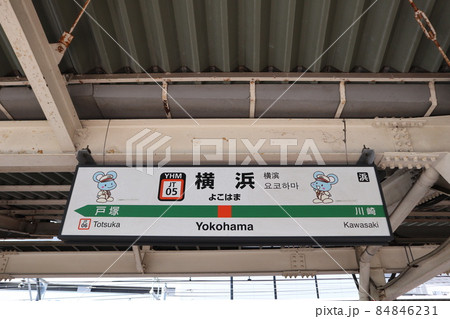 YHM
JT
05
横浜
よこはま
横滨
요코하마
浜
戸塚
川崎
JT
06
Totsuka
Yokohama
Kawasaki
PIXTA
pixta.jp - 84846231